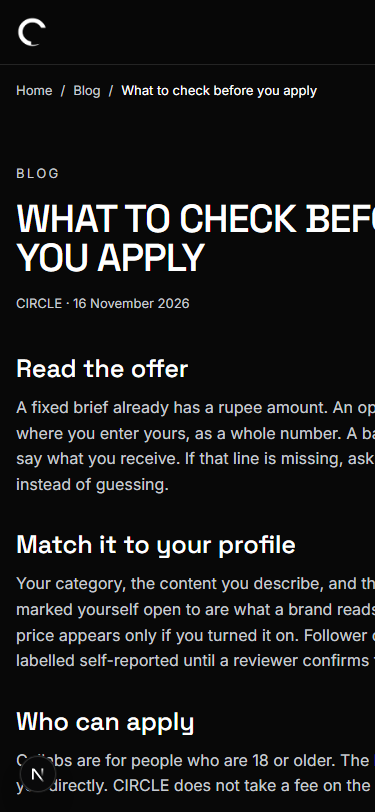 Home / Blog / What to check before you apply
BLOG
WHAT TO CHECK
YOU APPLY
CIRCLE · 16 November 2026
Read the offer
A fixed brief already has a rupee amount. An
where you enter yours, as a whole number. A
say what you receive. If that line is missing, ask
instead of guessing.
Match it to your profile
Your category, the content you describe, and
marked yourself open to are what a brand reads
price appears only if you turned it on. Follower
labelled self-reported until a reviewer confirms
Who can apply
are for people who are 18 or older. The
directly. CIRCLE does not take a fee on the
N